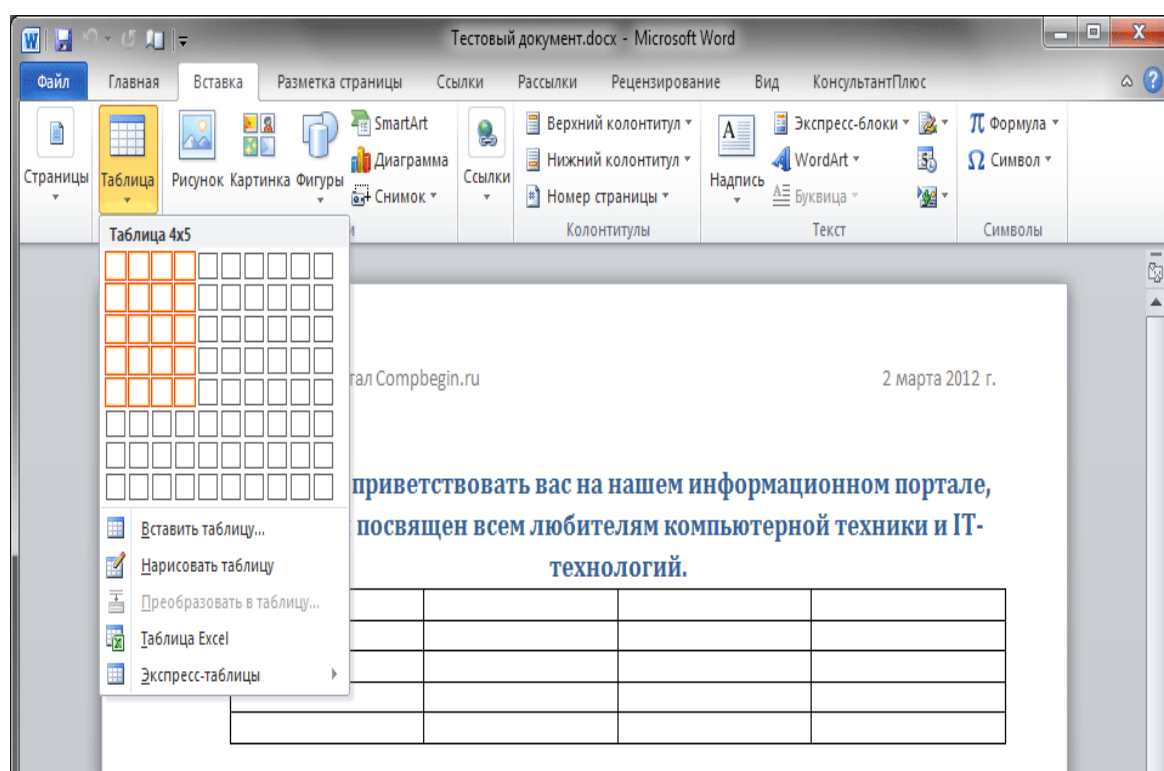 Тестовый документ.docx - Microsoft Word
Файл Главная Вставка Разметка страницы Ссылки Рассылки Рецензирование Вид КонсультантПлюс
Страницы
Таблица
Рисунок Картинка Фигуры
SmartArt
Диаграмма
Снимок
Ссылки
Верхний колонтитул
Нижний колонтитул
Номер страницы
Колонтитулы
Надпись
Экспресс-блоки
WordArt
Буквица
Текст
π Формула
Ω Символ
Символы
Таблица 4x5
Вставить таблицу...
Нарисовать таблицу
Преобразовать в таблицу...
Таблица Excel
Экспресс-таблицы
Compbegin.ru 2 марта 2012 г.
приветствовать вас на нашем информационном портале,
посвящен всем любителям компьютерной техники и IT-
технологий.